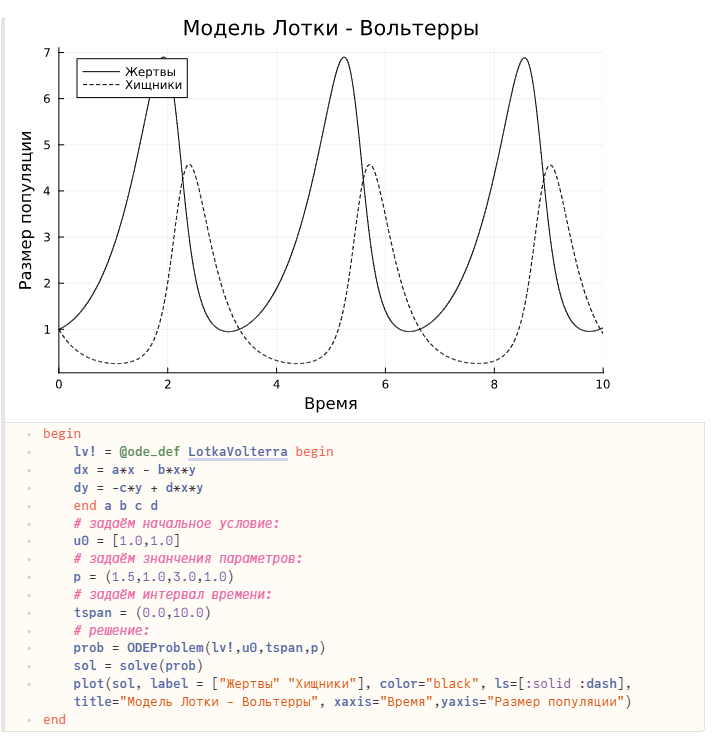 Модель Лотки - Вольтерры
7
6
5
4
3
2
1
Размер популяции
Жертвы
Хищники
0 2 4 6 8 10
Время
begin
lv! = @ode_def LotkaVolterra begin
dx = a*x - b*x*y
dy = -c*y + d*x*y
end a b c d
# задаём начальное условие:
u0 = [1.0,1.0]
# задаём знанчения параметров:
p = (1.5,1.0,3.0,1.0)
# задаём интервал времени:
tspan = (0.0,10.0)
# решение:
prob = ODEProblem(lv!,u0,tspan,p)
sol = solve(prob)
plot(sol, label = ["Жертвы" "Хищники"], color="black", ls=[:solid :dash],
title="Модель Лотки - Вольтерры", xaxis="Время",yaxis="Размер популяции")
end